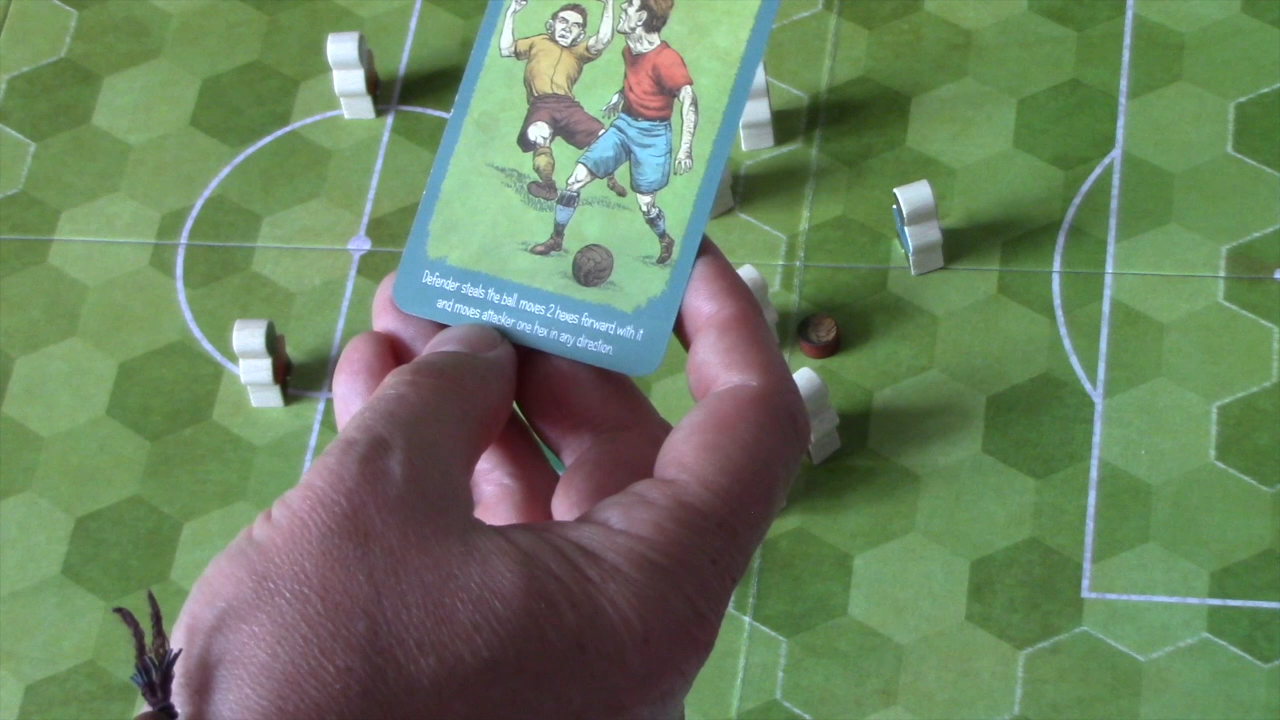 Defender steals the ball, moves 2 hexes forward with it
and moves attacker one hex in any direction.